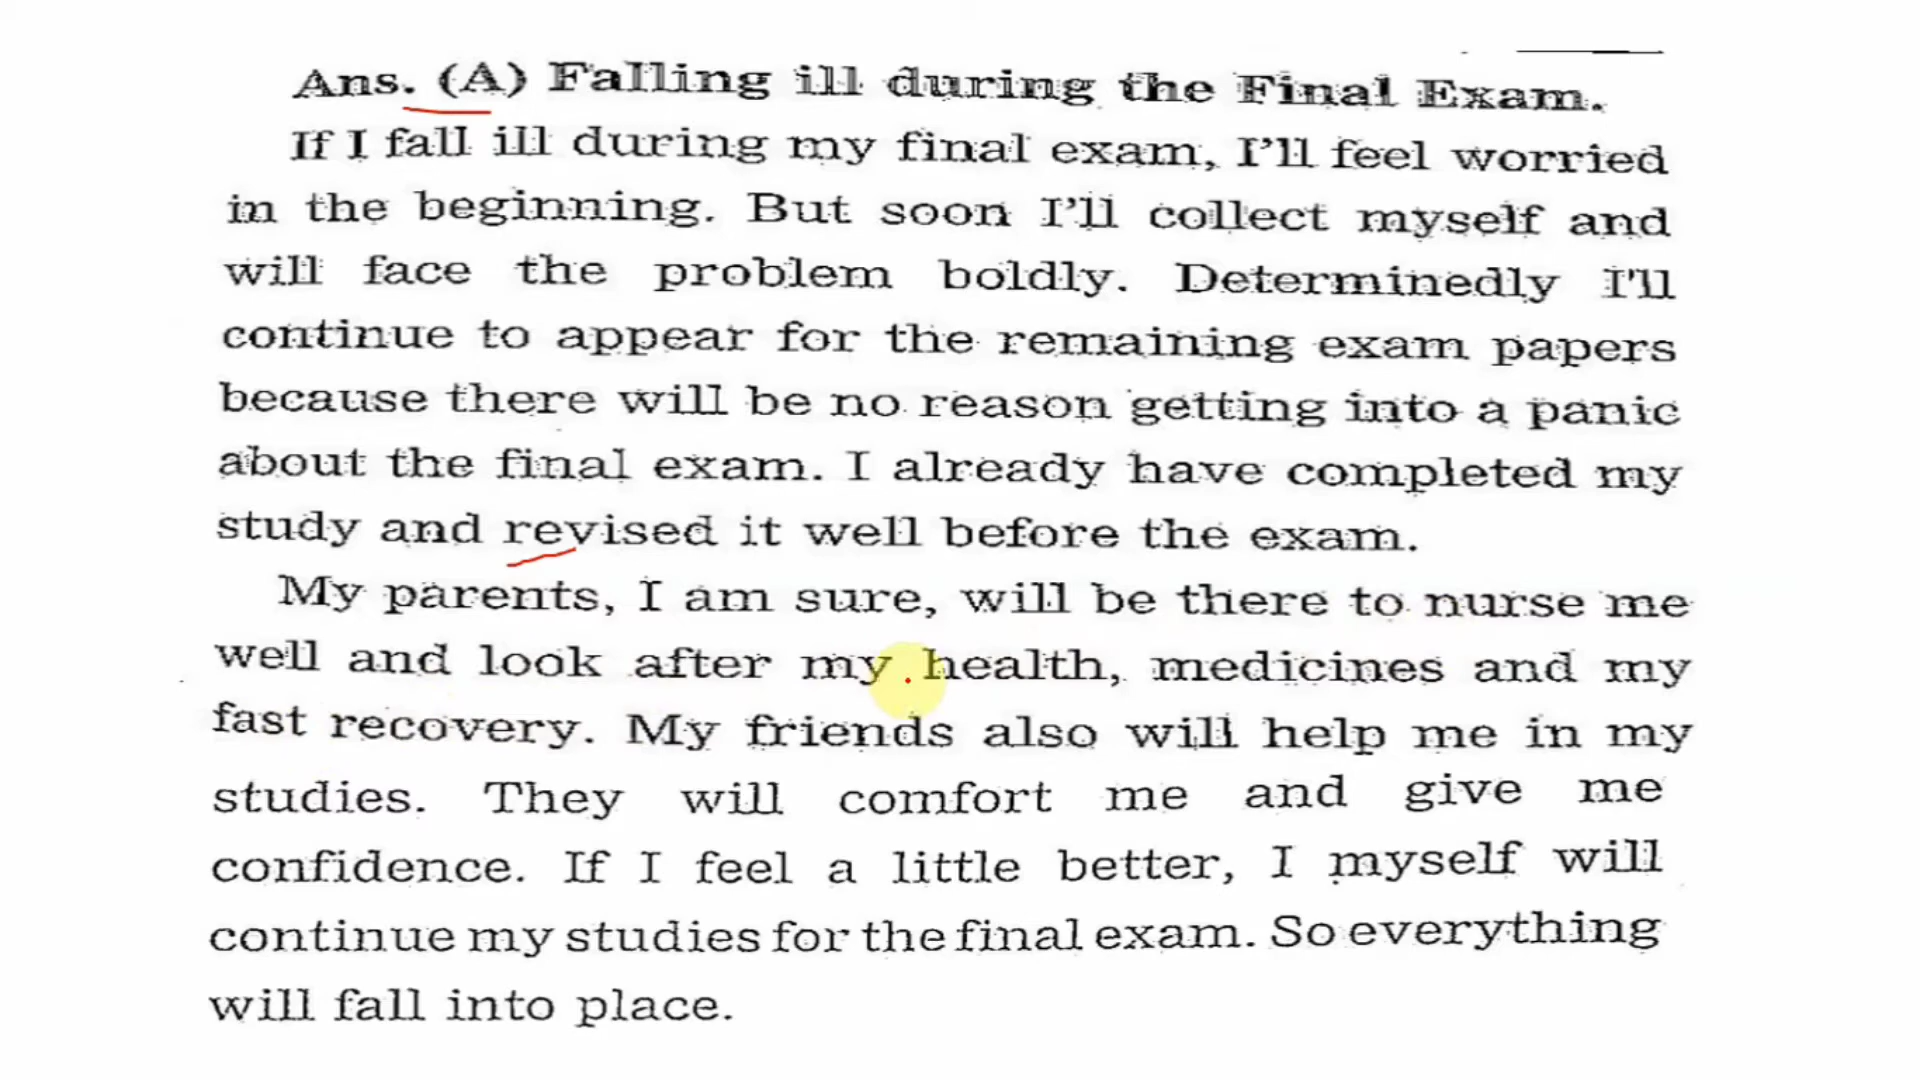 Ans. (A) Falling ill during the Final Exam.
If I fall ill during my final exam, I'll feel worried
in the beginning. But soon I'll collect myself and
will face the problem boldly. Determinedly I'll
continue to appear for the remaining exam papers
because there will be no reason getting into a panic
about the final exam. I already have completed my
study and revised it well before the exam.
My parents, I am sure, will be there to nurse me
well and look after my health, medicines and my
fast recovery. My friends also will help me in my
studies. They will comfort me and give me
confidence. If I feel a little better, I myself will
continue my studies for the final exam. So everything
will fall into place.